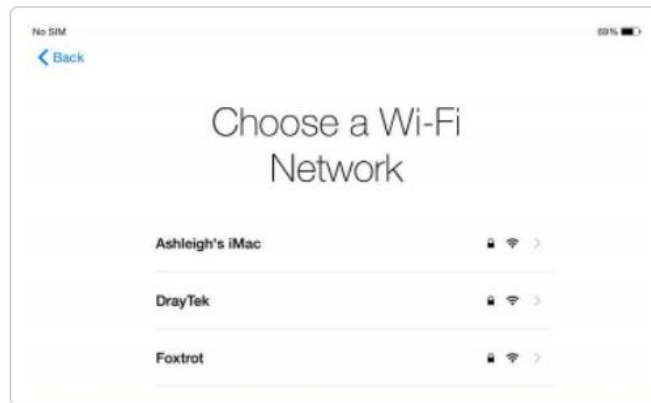 No SIM
69%
Back
Choose a Wi-Fi
Network
Ashleigh's iMac
DrayTek
Foxtrot